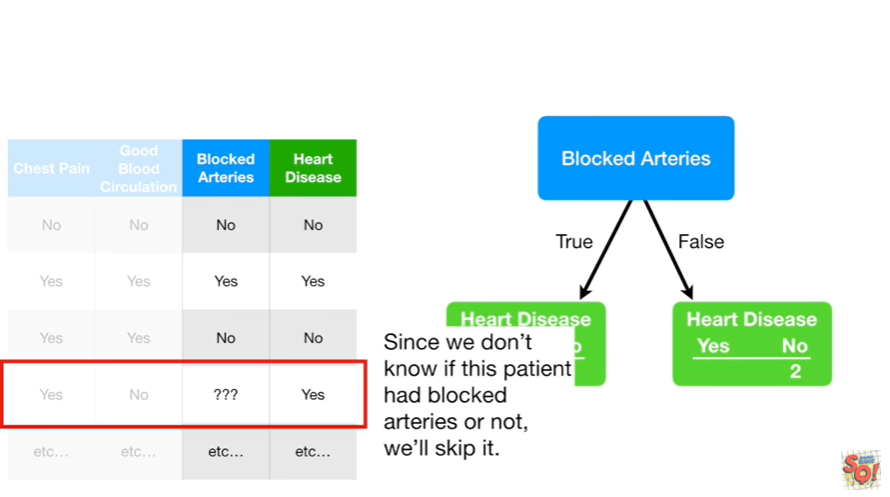 Chest Pain
Good
Blood
Circulation
Blocked
Arteries
Heart
Disease
No No No No
Yes Yes Yes Yes
Yes Yes No No
Yes No ??? Yes
etc… etc… etc… etc…
Blocked Arteries
True False
Heart Disease
Since we don’t
know if this patient
had blocked
arteries or not,
we’ll skip it.
Heart Disease
Yes No
2
SQ!